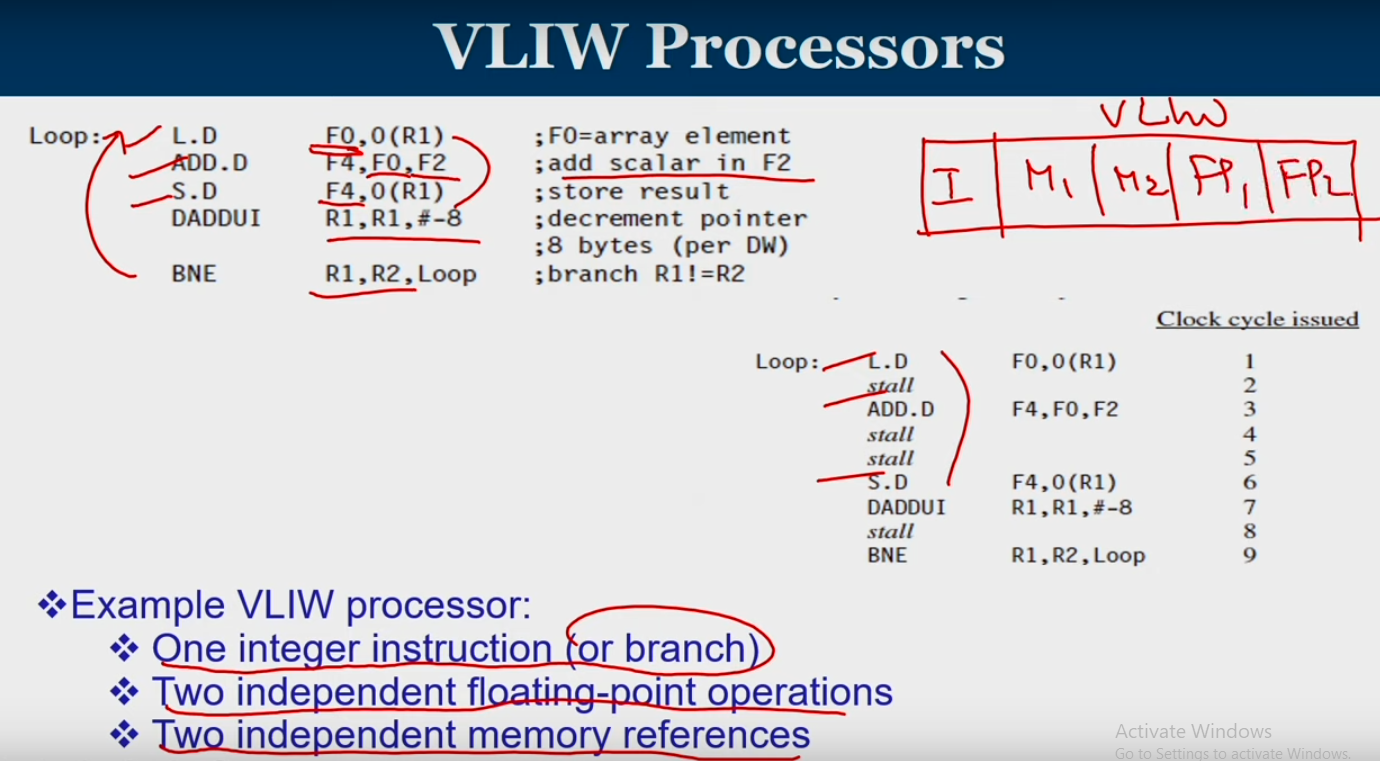 VLIW Processors
VLIW
I M1 M2 FP1 FP2
Loop: L.D F0,0(R1) ;F0=array element
ADD.D F4,F0,F2 ;add scalar in F2
S.D F4,0(R1) ;store result
DADDUI R1,R1,#-8 ;decrement pointer
;8 bytes (per DW)
BNE R1,R2,Loop ;branch R1!=R2
Clock cycle issued
Loop: L.D F0,0(R1) 1
stall 2
ADD.D F4,F0,F2 3
stall 4
stall 5
S.D F4,0(R1) 6
DADDUI R1,R1,#-8 7
stall 8
BNE R1,R2,Loop 9
❖Example VLIW processor:
❖ One integer instruction (or branch)
❖ Two independent floating-point operations
❖ Two independent memory references
Activate Windows
Go to Settings to activate Windows.